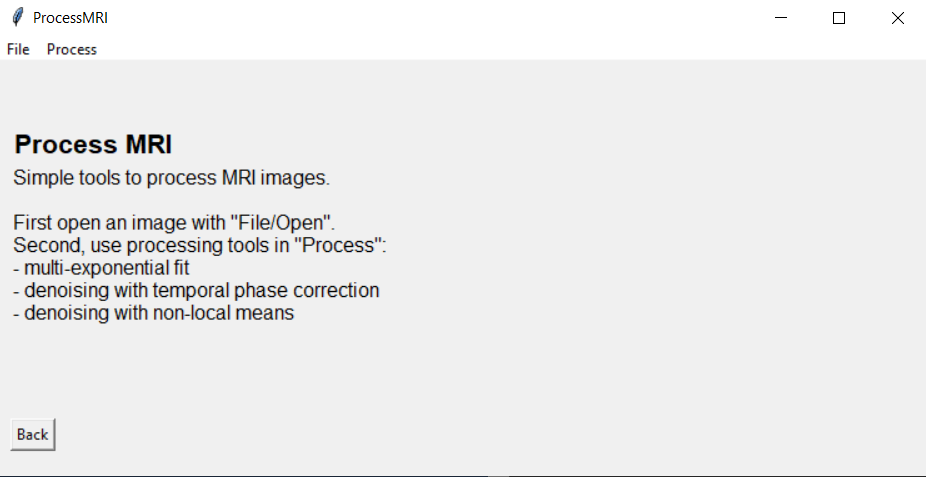 ProcessMRI
File Process
Process MRI
Simple tools to process MRI images.
First open an image with "File/Open".
Second, use processing tools in "Process":
- multi-exponential fit
- denoising with temporal phase correction
- denoising with non-local means
Back